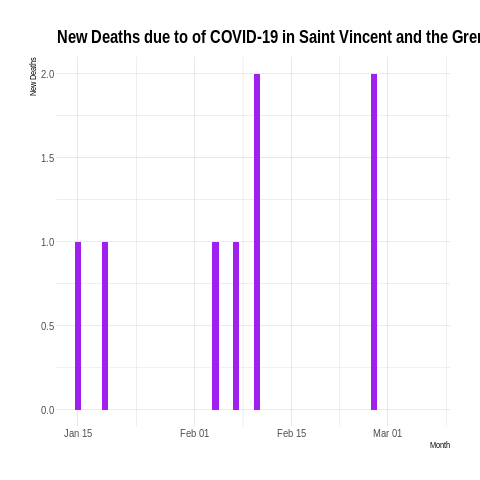 New Deaths due to of COVID-19 in Saint Vincent and the Gren
New Deaths
2.0
1.5
1.0
0.5
0.0
Jan 15 Feb 01 Feb 15 Mar 01
Month